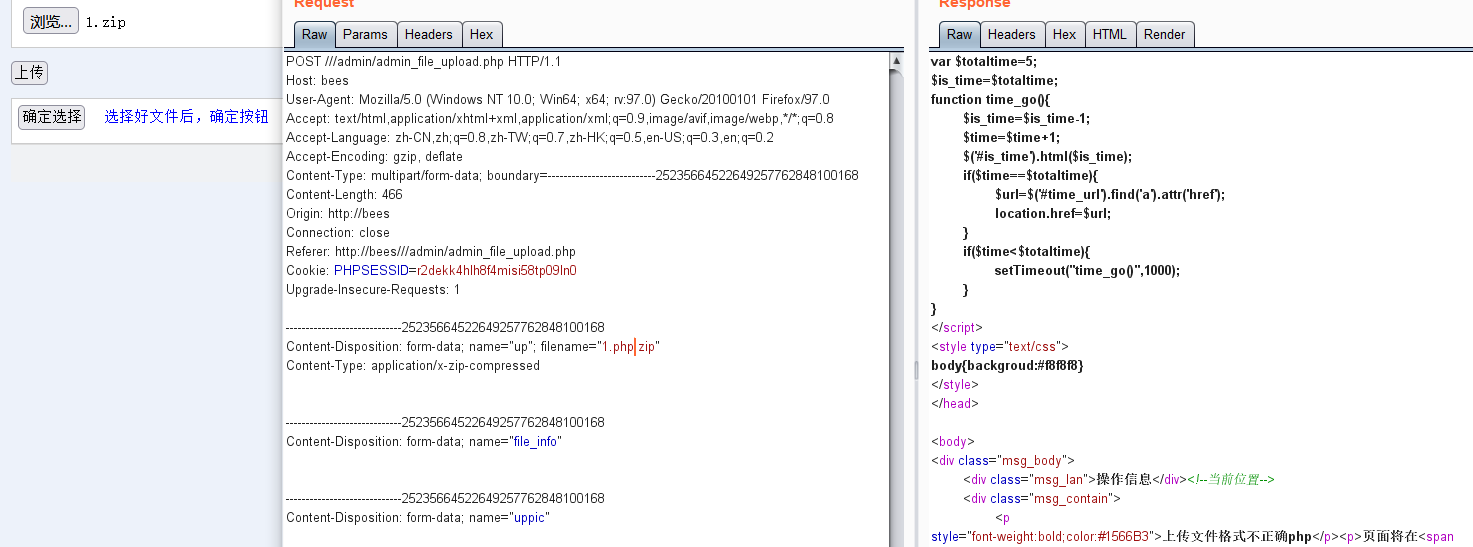 浏览... 1.zip
上传
确定选择 选择好文件后，确定按钮
Request
Raw Params Headers Hex
POST ///admin/admin_file_upload.php HTTP/1.1
Host: bees
User-Agent: Mozilla/5.0 (Windows NT 10.0; Win64; x64; rv:97.0) Gecko/20100101 Firefox/97.0
Accept: text/html,application/xhtml+xml,application/xml;q=0.9,image/avif,image/webp,*/*;q=0.8
Accept-Language: zh-CN,zh;q=0.8,zh-TW;q=0.7,zh-HK;q=0.5,en-US;q=0.3,en;q=0.2
Accept-Encoding: gzip, deflate
Content-Type: multipart/form-data; boundary=---------------------------252356645226492577628481​00168
Content-Length: 466
Origin: http://bees
Connection: close
Referer: http://bees///admin/admin_file_upload.php
Cookie: PHPSESSID=r2dekk4hlh8f4misi58tp09ln0
Upgrade-Insecure-Requests: 1
-----------------------------25235664522649257762848100168
Content-Disposition: form-data; name="up"; filename="1.php zip"
Content-Type: application/x-zip-compressed
-----------------------------25235664522649257762848100168
Content-Disposition: form-data; name="file_info"
-----------------------------25235664522649257762848100168
Content-Disposition: form-data; name="uppic"
Response
Raw Headers Hex HTML Render
var $totaltime=5;
$is_time=$totaltime;
function time_go(){
$is_time=$is_time-1;
$time=$time+1;
$('#is_time').html($is_time);
if($time==$totaltime){
$url=$('#time_url').find('a').attr('href');
location.href=$url;
}
if($time<$totaltime){
setTimeout("time_go()",1000);
}
}
</script>
<style type="text/css">
body{backgroud:#f8f8f8}
</style>
</head>
<body>
<div class="msg_body">
<div class="msg_lan">操作信息</div><!--当前位置-->
<div class="msg_contain">
<p
style="font-weight:bold;color:#1566B3">上传文件格式不正确php</p><p>页面将在<span